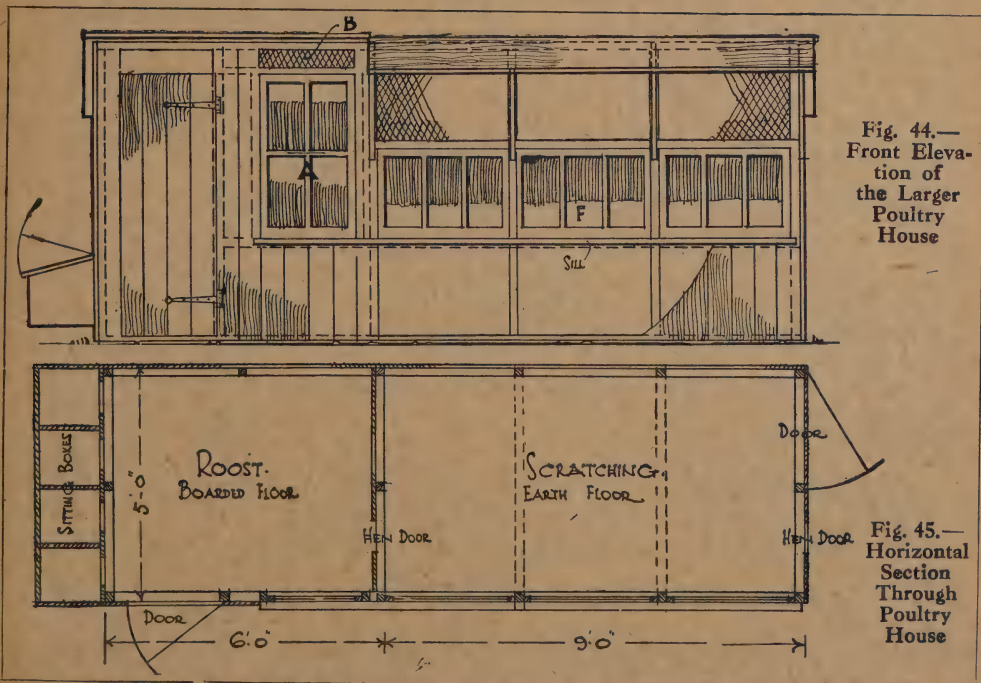 B
A
F
SILL
Fig. 44.—
Front Eleva-
tion of
the Larger
Poultry
House
SITTING BOXES
5'·0"
ROOST.
BOARDED FLOOR
HEN DOOR
SCRATCHING.
EARTH FLOOR
DOOR
HEN DOOR
DOOR
6'·0"
9'·0"
Fig. 45.—
Horizontal
Section
Through
Poultry
House